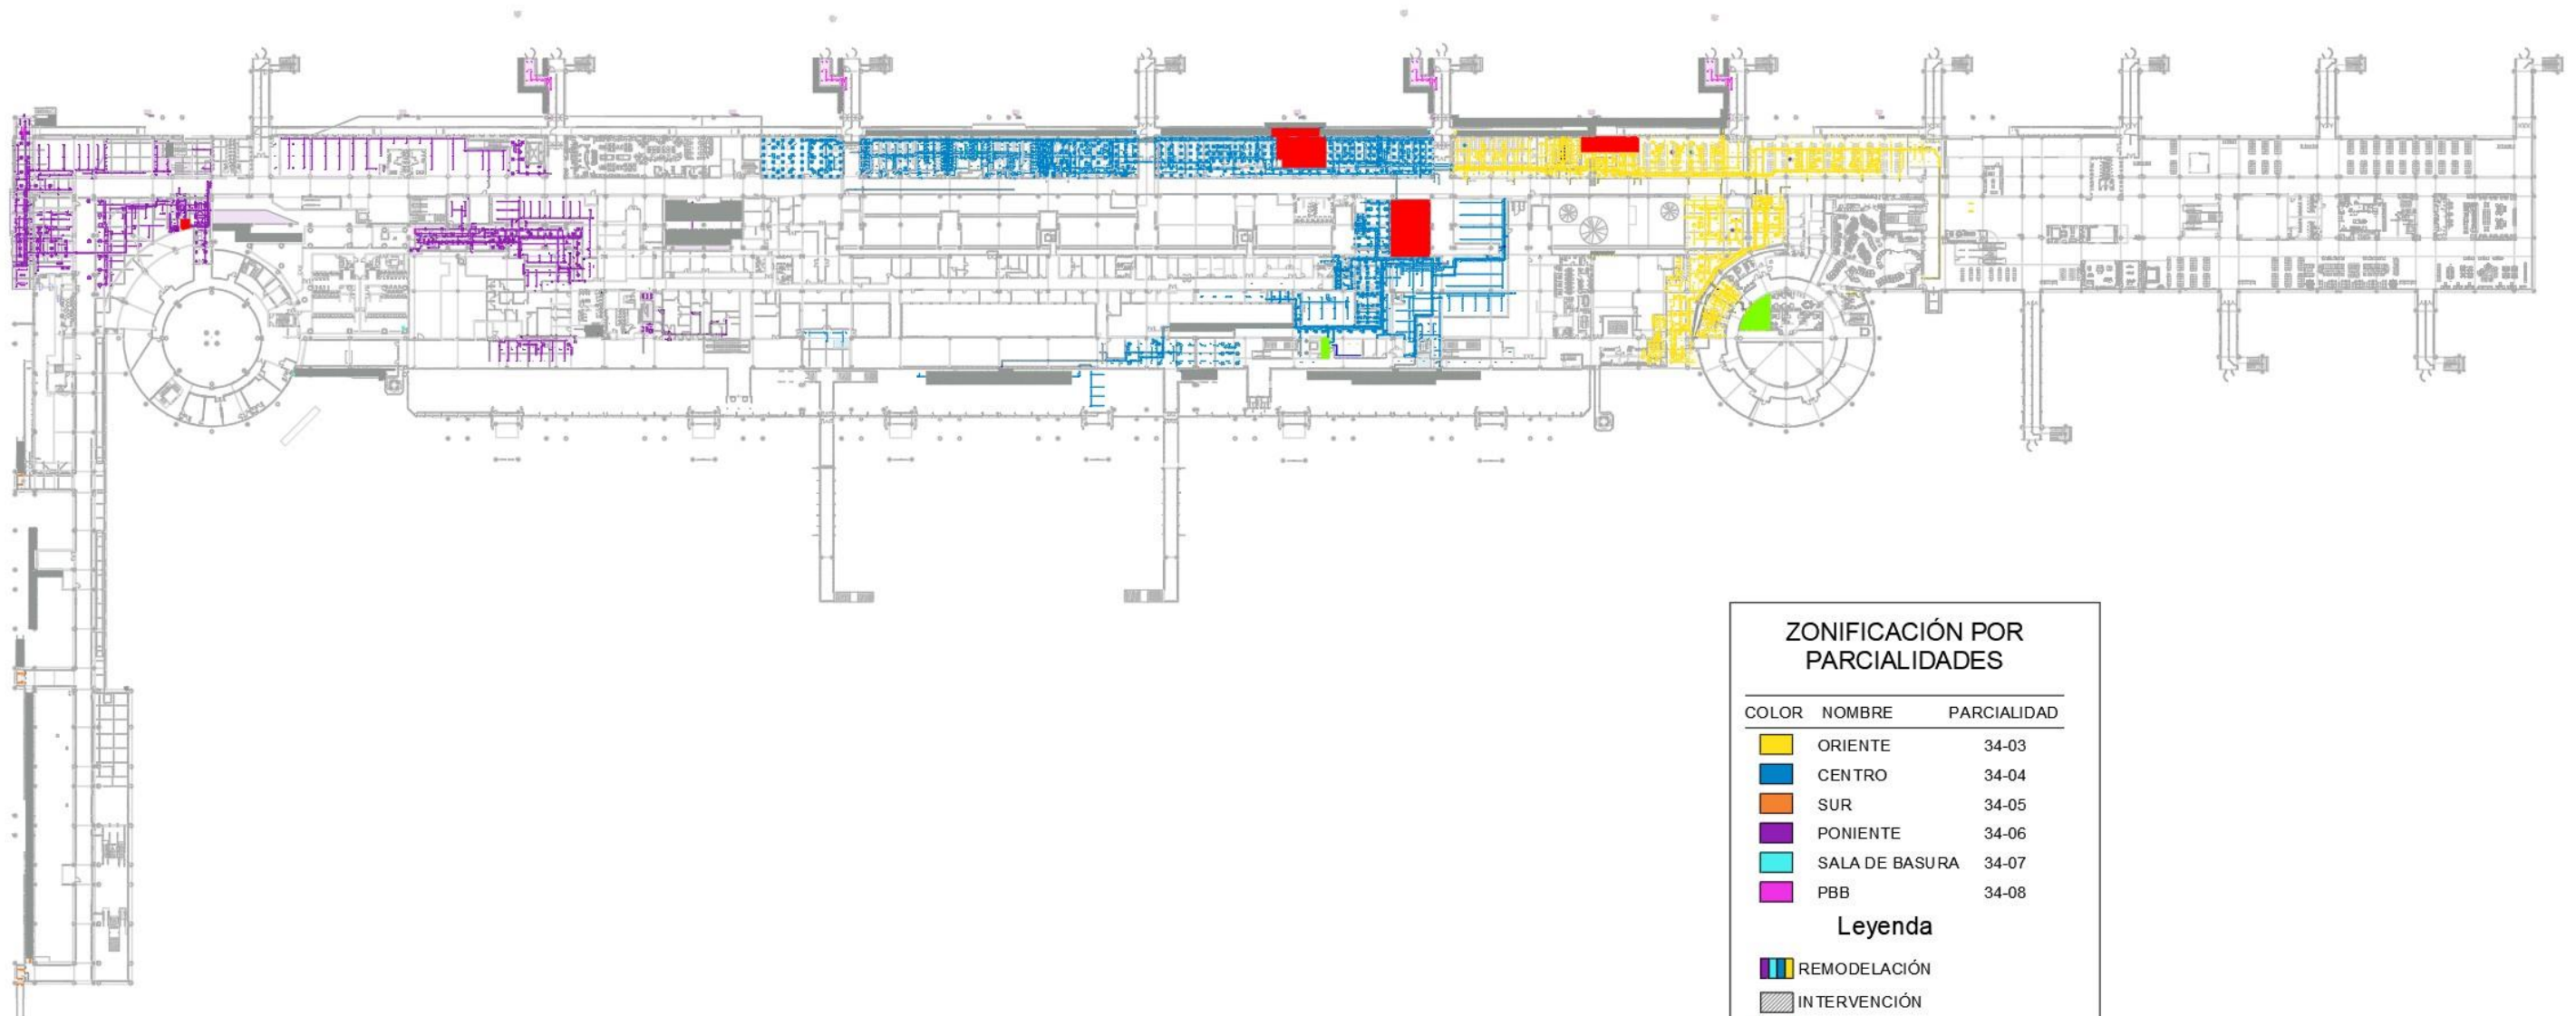 ZONIFICACIÓN POR
PARCIALIDADES
COLOR NOMBRE PARCIALIDAD
ORIENTE 34-03
CENTRO 34-04
SUR 34-05
PONIENTE 34-06
SALA DE BASURA 34-07
PBB 34-08
Leyenda
REMODELACIÓN
INTERVENCIÓN